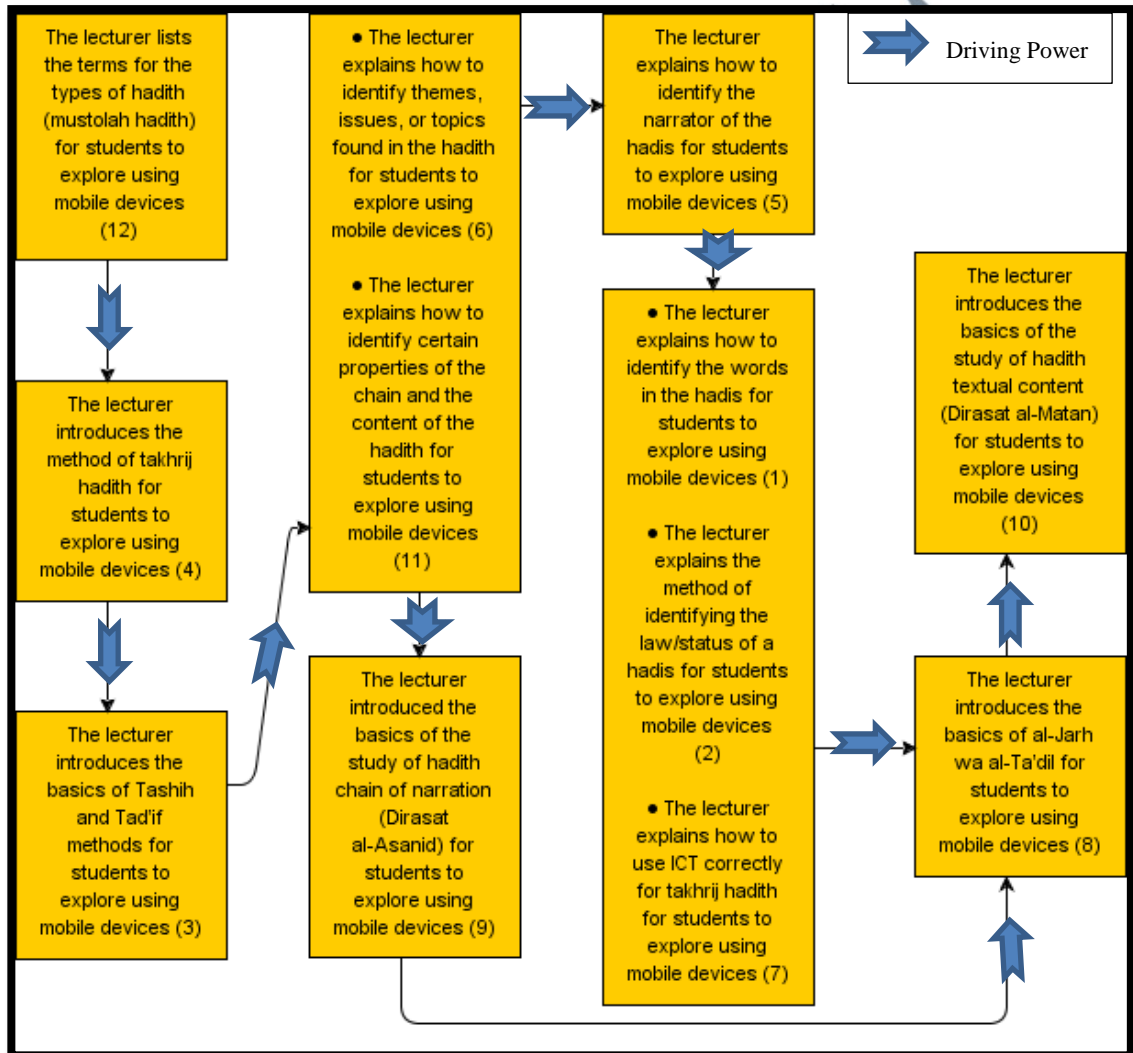 The lecturer lists
the terms for the
types of hadith
(mustolah hadith)
for students to
explore using
mobile devices
(12)
The lecturer
introduces the
method of takhrij
hadith for
students to
explore using
mobile devices (4)
The lecturer
introduces the
basics of Tashih
and Tad'if
methods for
students to
explore using
mobile devices (3)
● The lecturer
explains how to
identify themes,
issues, or topics
found in the hadith
for students to
explore using
mobile devices (6)
● The lecturer
explains how to
identify certain
properties of the
chain and the
content of the
hadith for
students to
explore using
mobile devices
(11)
The lecturer
introduced the
basics of the
study of hadith
chain of narration
(Dirasat
al-Asanid) for
students to
explore using
mobile devices (9)
The lecturer
explains how to
identify the
narrator of the
hadis for students
to explore using
mobile devices (5)
● The lecturer
explains how to
identify the words
in the hadis for
students to
explore using
mobile devices (1)
● The lecturer
explains the
method of
identifying the
law/status of a
hadis for students
to explore using
mobile devices
(2)
● The lecturer
explains how to
use ICT correctly
for takhrij hadith
for students to
explore using
mobile devices (7)
Driving Power
The lecturer
introduces the
basics of the
study of hadith
textual content
(Dirasat al-Matan)
for students to
explore using
mobile devices
(10)
The lecturer
introduces the
basics of al-Jarh
wa al-Ta'dil for
students to
explore using
mobile devices (8)